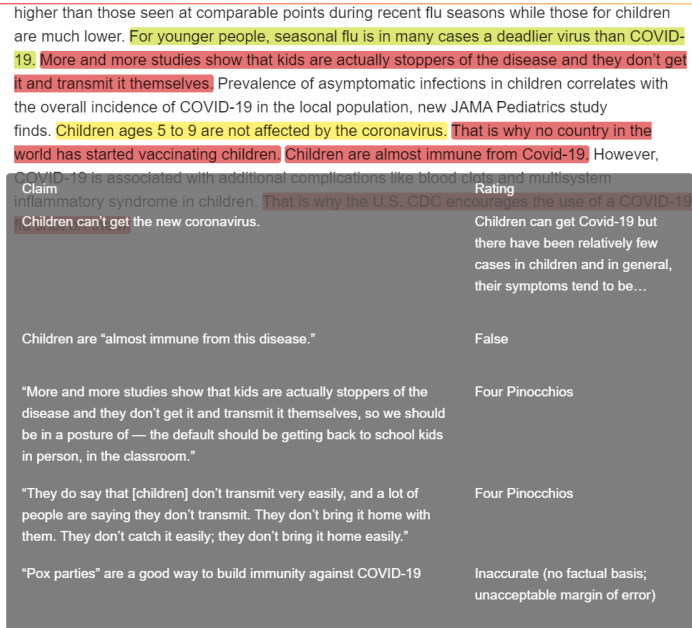 higher than those seen at comparable points during recent flu seasons while those for children
are much lower. For younger people, seasonal flu is in many cases a deadlier virus than COVID-
19. More and more studies show that kids are actually stoppers of the disease and they don't get
it and transmit it themselves. Prevalence of asymptomatic infections in children correlates with
the overall incidence of COVID-19 in the local population, new JAMA Pediatrics study
finds. Children ages 5 to 9 are not affected by the coronavirus. That is why no country in the
world has started vaccinating children. Children are almost immune from Covid-19. However,
COVID-19 is associated with additional complications like blood clots and multisystem
Claim Rating
inflammatory syndrome in children. That is why the U.S. CDC encourages the use of a COVID-19
flu shot on them.
Children can't get the new coronavirus. Children can get Covid-19 but
there have been relatively few
cases in children and in general,
their symptoms tend to be…
Children are “almost immune from this disease.” False
“More and more studies show that kids are actually stoppers of the Four Pinocchios
disease and they don't get it and transmit it themselves, so we should
be in a posture of — the default should be getting back to school kids
in person, in the classroom.”
“They do say that [children] don't transmit very easily, and a lot of Four Pinocchios
people are saying they don't transmit. They don't bring it home with
them. They don't catch it easily; they don't bring it home easily.”
“Pox parties” are a good way to build immunity against COVID-19 Inaccurate (no factual basis;
unacceptable margin of error)